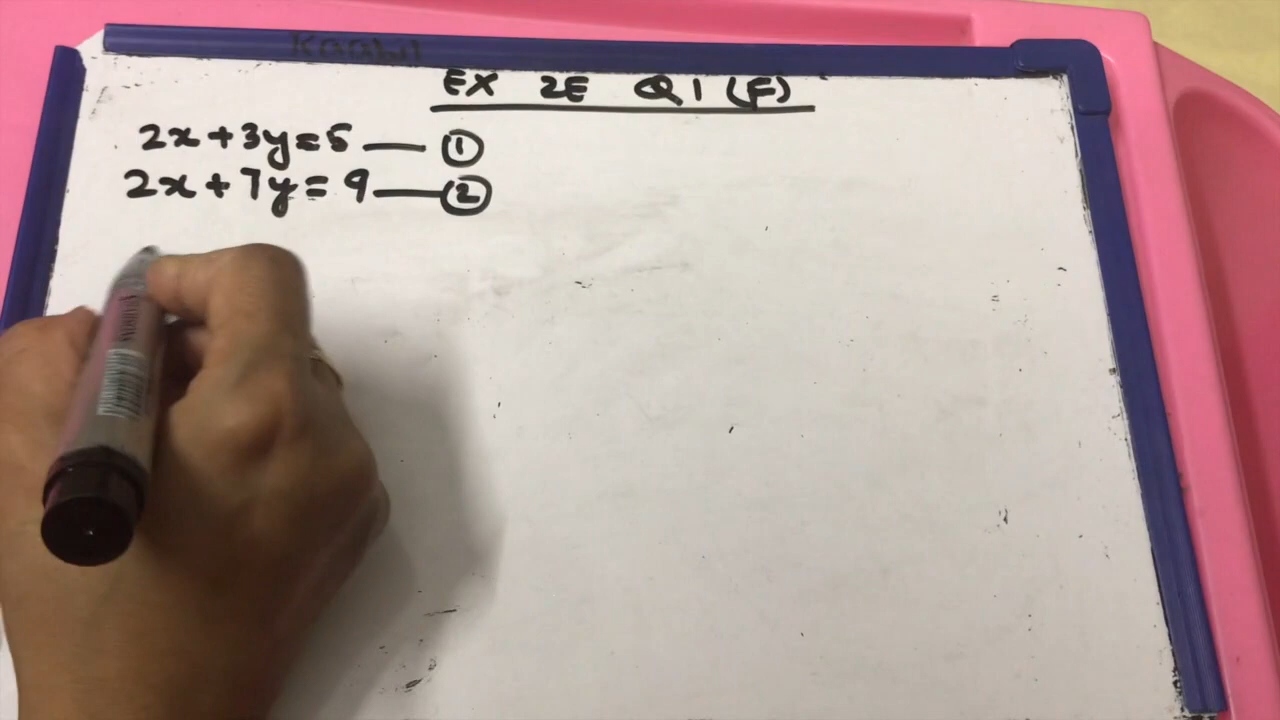 EX 2E Q1 (F)
2x+3y=5 — ①
2x+7y=9 — ②